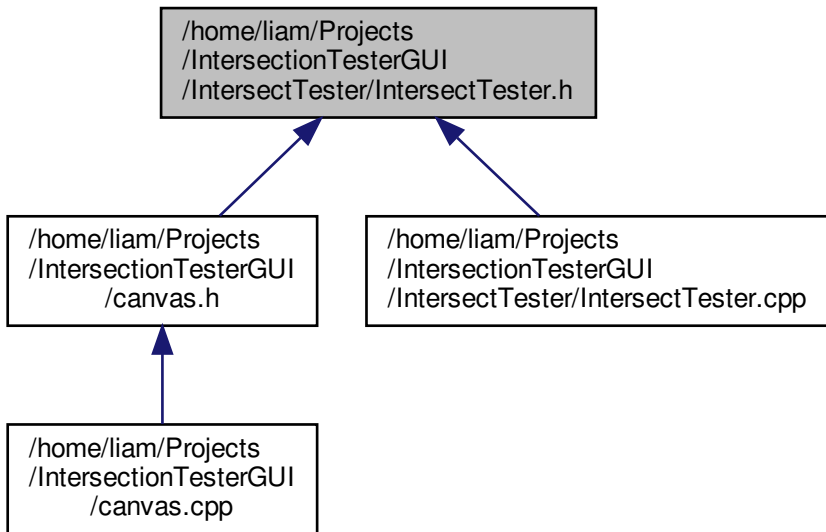 /home/liam/Projects
/IntersectionTesterGUI
/IntersectTester/IntersectTester.h
/home/liam/Projects
/IntersectionTesterGUI
/canvas.h
/home/liam/Projects
/IntersectionTesterGUI
/IntersectTester/IntersectTester.cpp
/home/liam/Projects
/IntersectionTesterGUI
/canvas.cpp